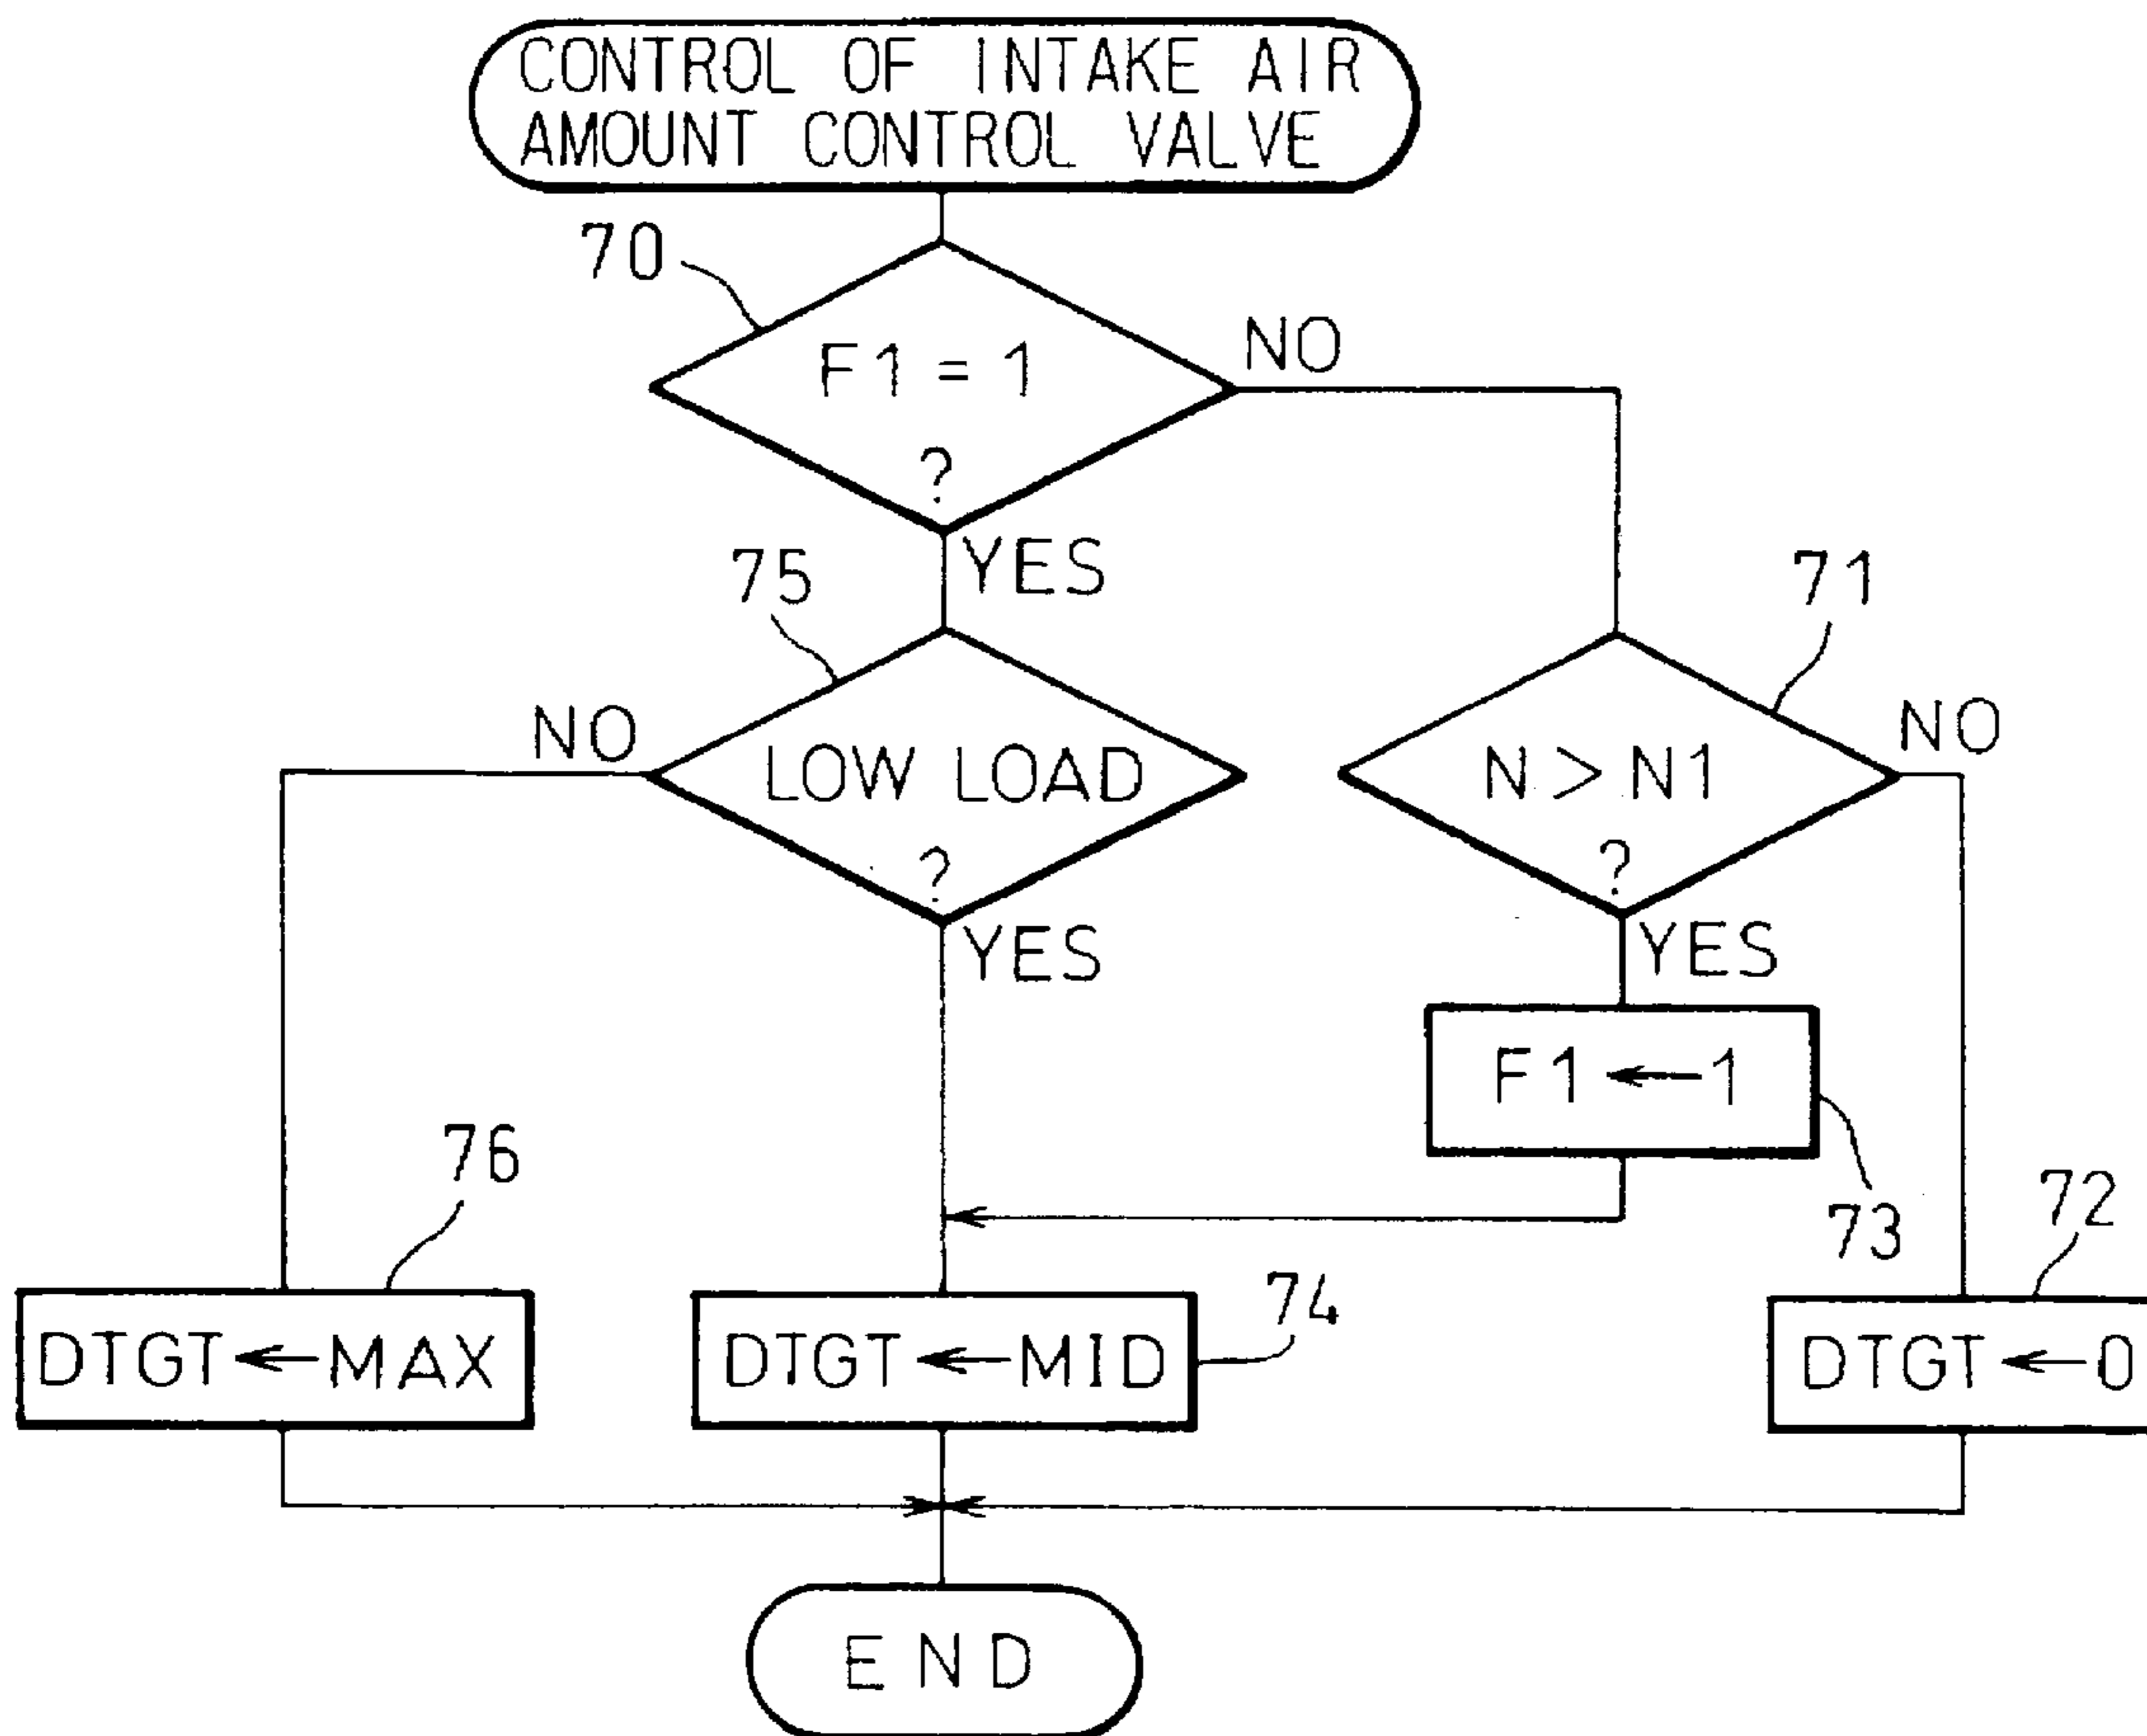 CONTROL OF INTAKE AIR
AMOUNT CONTROL VALVE
70
F1 = 1
?
NO
YES
75
71
NO
LOW LOAD
?
YES
N > N1
?
NO
YES
F1 ← 1
73
76
72
74
DTGT ← MAX
DTGT ← MID
DTGT ← 0
END